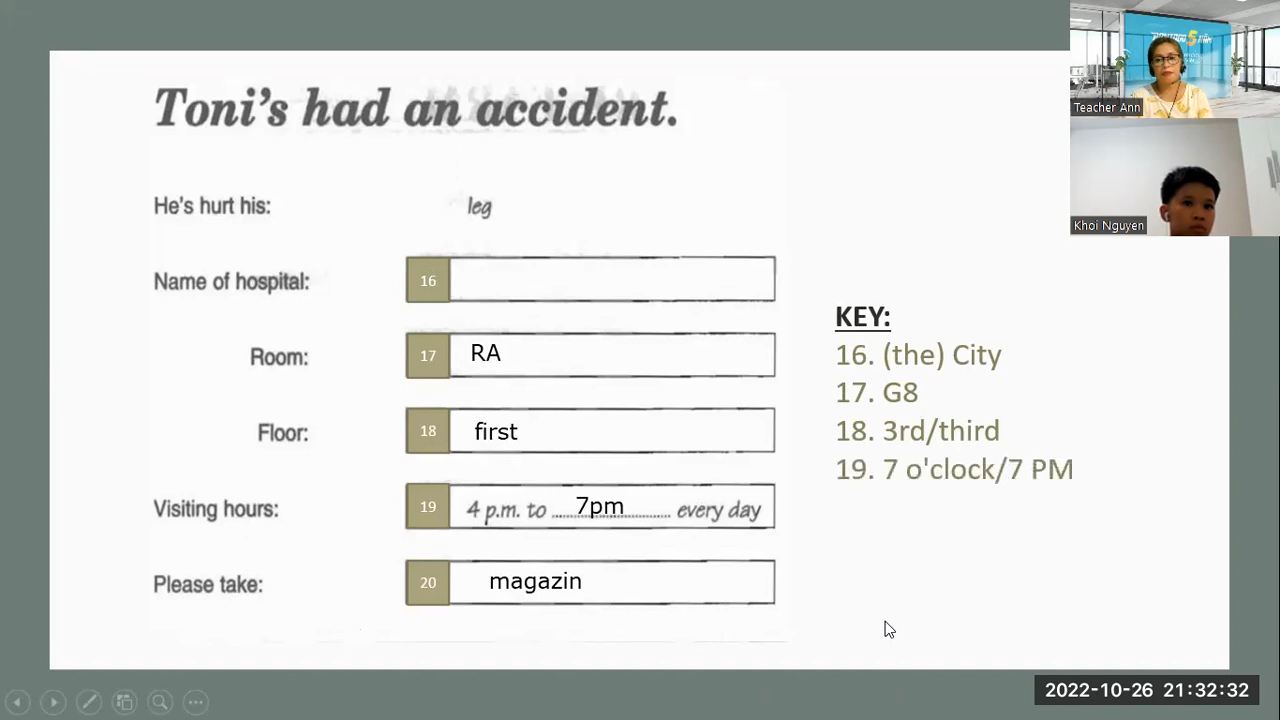 Toni's had an accident.
He's hurt his: leg
Name of hospital: 16
Room: 17 RA
Floor: 18 first
Visiting hours: 19 4 p.m. to 7pm every day
Please take: 20 magazin
KEY:
16. (the) City
17. G8
18. 3rd/third
19. 7 o'clock/7 PM
Teacher Ann
Khoi Nguyen
2022-10-26 21:32:32